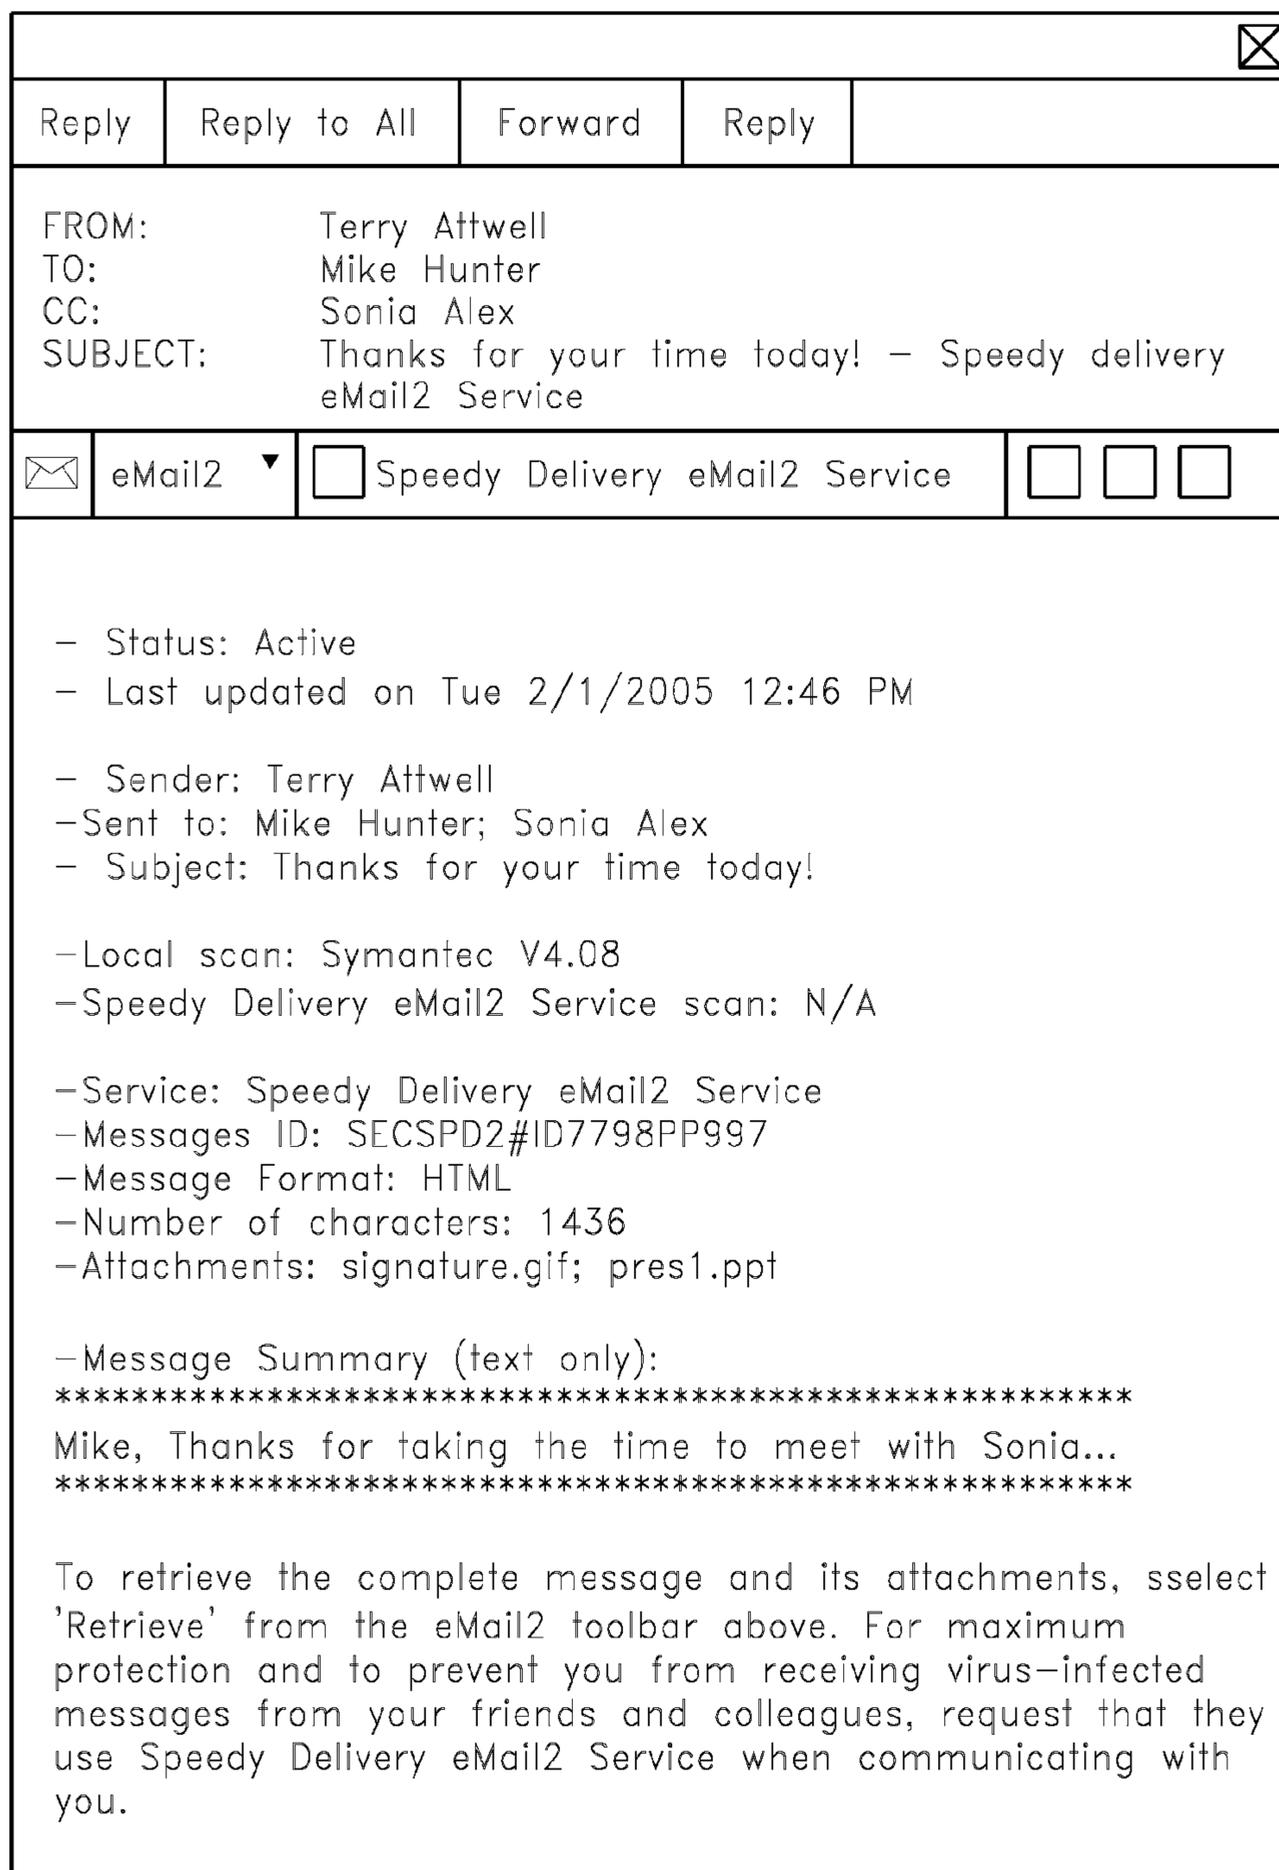 Reply Reply to All Forward Reply
FROM: Terry Attwell
TO: Mike Hunter
CC: Sonia Alex
SUBJECT: Thanks for your time today! – Speedy delivery
eMail2 Service
eMail2 Speedy Delivery eMail2 Service
– Status: Active
– Last updated on Tue 2/1/2005 12:46 PM
– Sender: Terry Attwell
–Sent to: Mike Hunter; Sonia Alex
– Subject: Thanks for your time today!
–Local scan: Symantec V4.08
–Speedy Delivery eMail2 Service scan: N/A
–Service: Speedy Delivery eMail2 Service
–Messages ID: SECSPD2#ID7798PP997
–Message Format: HTML
–Number of characters: 1436
–Attachments: signature.gif; pres1.ppt
–Message Summary (text only):
********************************************************
Mike, Thanks for taking the time to meet with Sonia...
********************************************************
To retrieve the complete message and its attachments, sselect
'Retrieve' from the eMail2 toolbar above. For maximum
protection and to prevent you from receiving virus–infected
messages from your friends and colleagues, request that they
use Speedy Delivery eMail2 Service when communicating with
you.